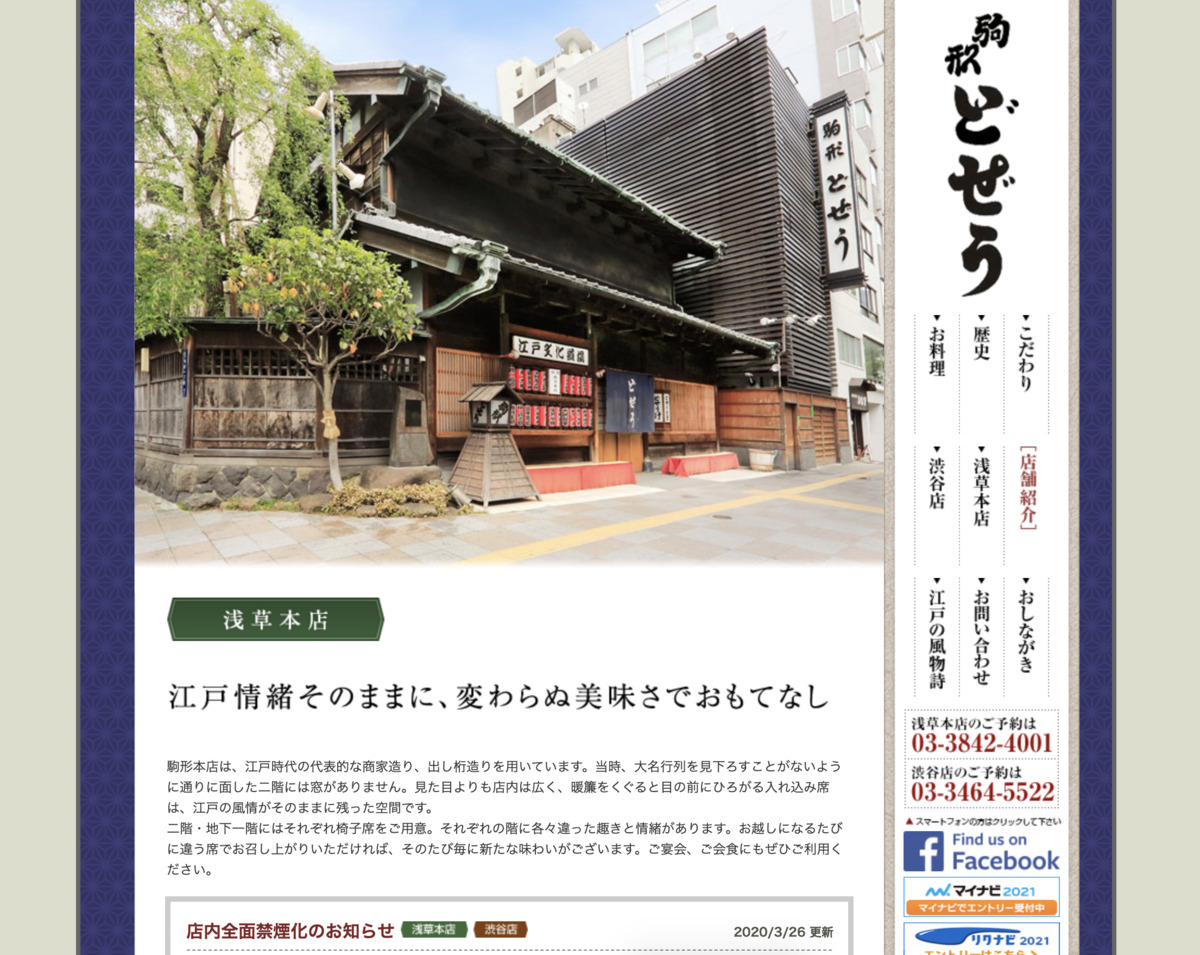 駒形
どせう
江戸文化道場
どぜう
浅草本店
江戸情緒そのままに、変わらぬ美味さでおもてなし
駒形本店は、江戸時代の代表的な商家造り、出し桁造りを用いています。当時、大名行列を見下ろすことがないよう
に通りに面した二階には窓がありません。見た目よりも店内は広く、暖簾をくぐると目の前にひろがる入れ込み席
は、江戸の風情がそのままに残った空間です。
二階・地下一階にはそれぞれ椅子席をご用意。それぞれの階に各々違った趣きと情緒があります。お越しになるたび
に違う席でお召し上がりいただければ、そのたび毎に新たな味わいがございます。ご宴会、ご会食にもぜひご利用く
ださい。
店内全面禁煙化のお知らせ 浅草本店 渋谷店 2020/3/26 更新
駒形
どぜう
▼こだわり
▼歴史
▼お料理
[店舗紹介]
▼浅草本店
▼渋谷店
▼おしながき
▼お問い合わせ
▼江戸の風物詩
浅草本店のご予約は
03-3842-4001
渋谷店のご予約は
03-3464-5522
▲スマートフォンの方はクリックして下さい
f Find us on
Facebook
マイナビ2021
マイナビでエントリー受付中
リクナビ2021
エントリーはこちら